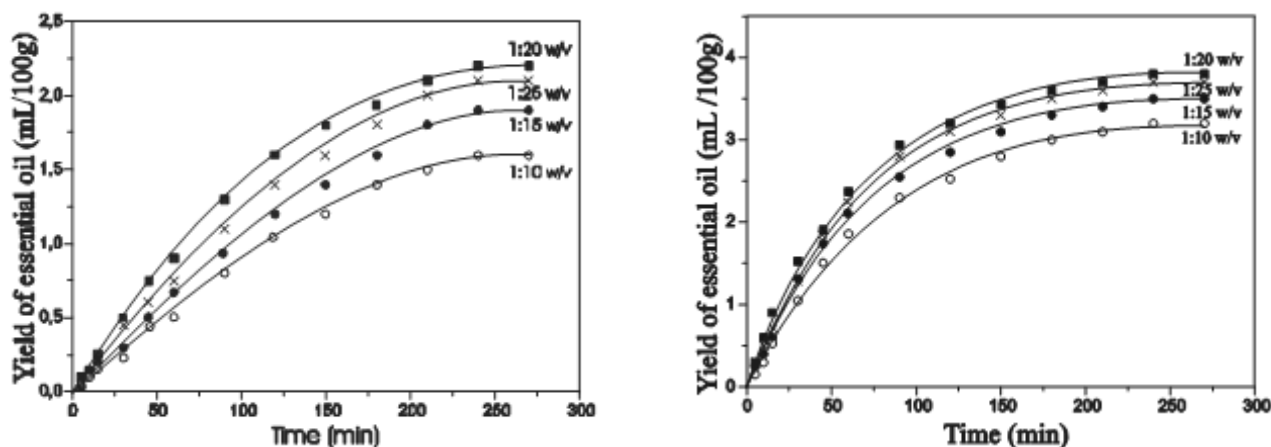 2,5
2.0
1.5
1,0
0.5
0,0
0
50
100
150
200
250
300
Yield of essential oil (mL/100g)
Time (min)
1:20 w/v
1:25 w/v
1:15 w/v
1:10 w/v
4
3
2
1
0
0
50
100
150
200
250
300
Yield of essential oil (mL /100g)
Time (min)
1:20 w/v
1:25 w/v
1:15 w/v
1:10 w/v